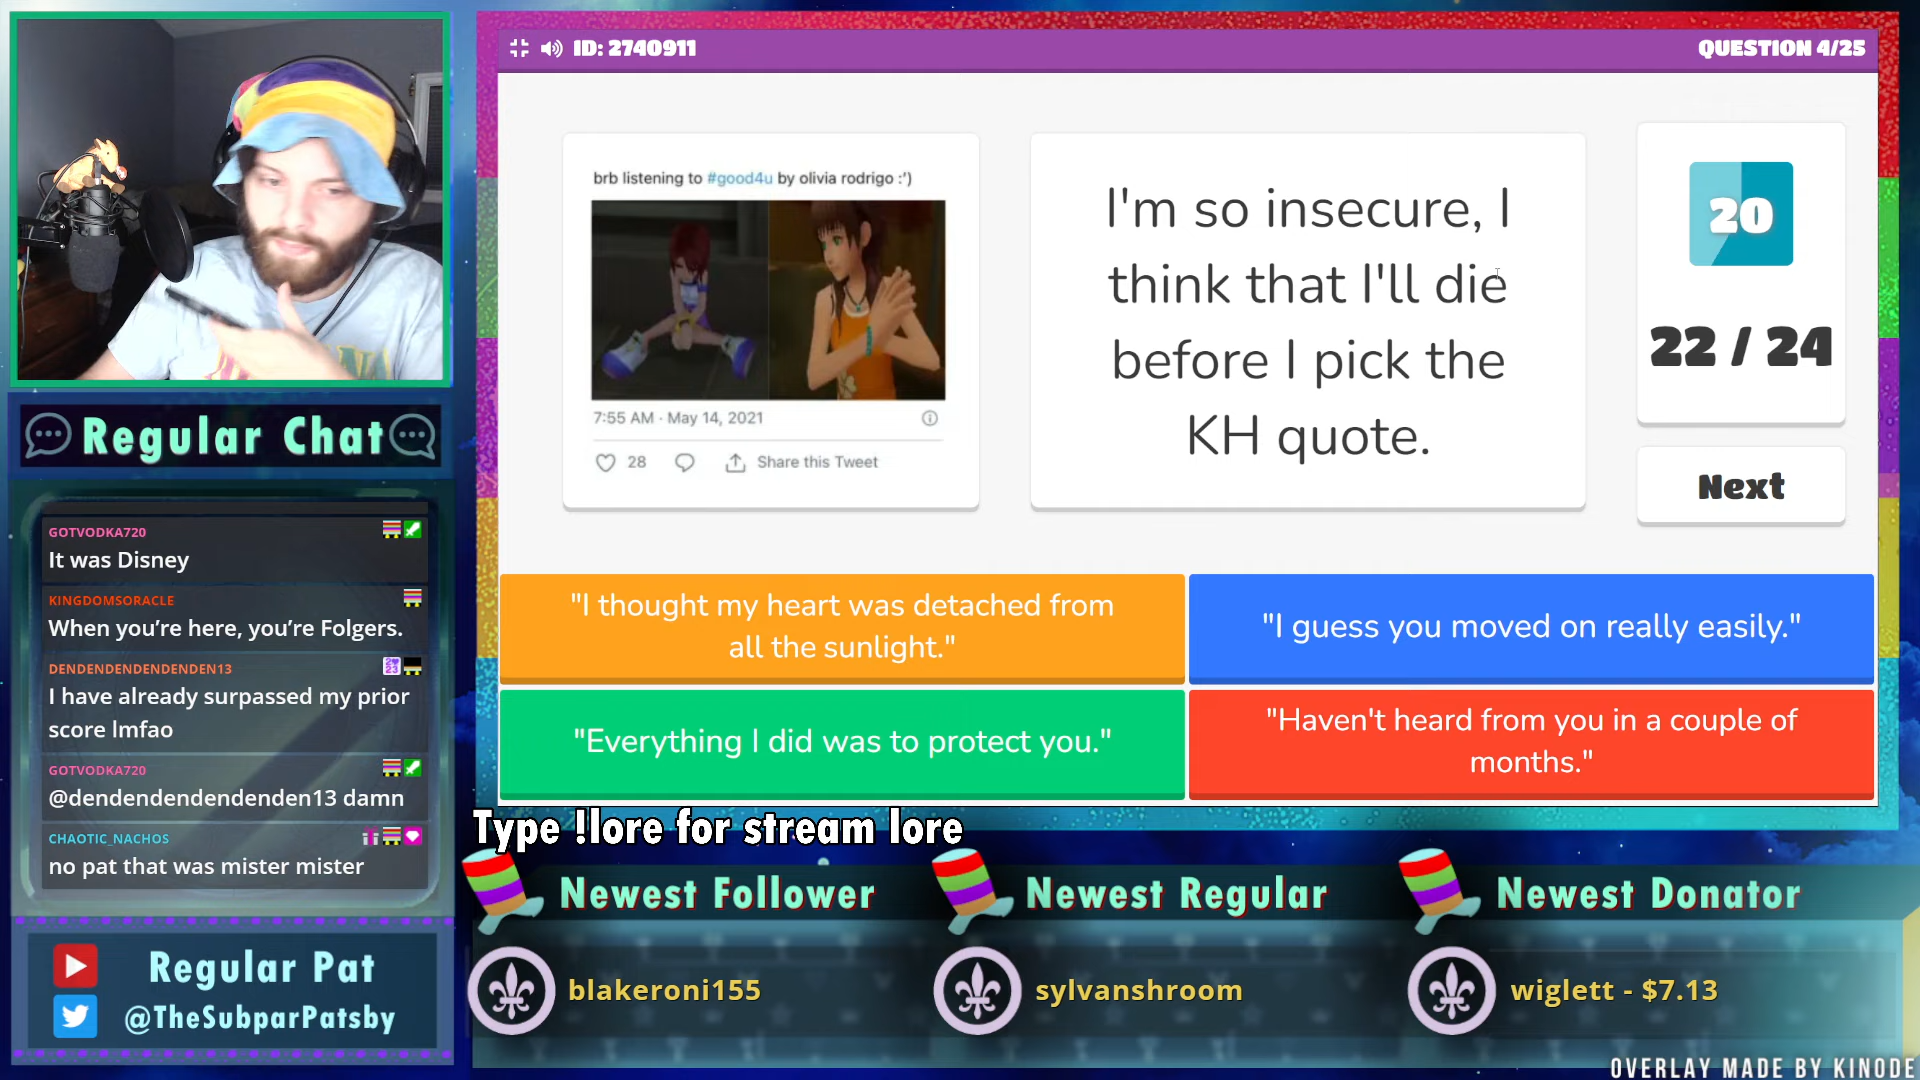 ID: 2740911
QUESTION 4/25
brb listening to #good4u by olivia rodrigo :')
7:55 AM · May 14, 2021
28
Share this Tweet
I'm so insecure, I
think that I'll die
before I pick the
KH quote.
20
22 / 24
Next
"I thought my heart was detached from
all the sunlight."
"I guess you moved on really easily."
"Everything I did was to protect you."
"Haven't heard from you in a couple of
months."
Regular Chat
GOTVODKA720
It was Disney
KINGDOMSORACLE
When you’re here, you’re Folgers.
DENDENDENDENDENDEN13
I have already surpassed my prior
score lmfao
GOTVODKA720
@dendendendendenden13 damn
CHAOTIC_NACHOS
no pat that was mister mister
Regular Pat
@TheSubparPatsby
Type !lore for stream lore
Newest Follower
blakeroni155
Newest Regular
sylvanshroom
Newest Donator
wiglett - $7.13
OVERLAY MADE BY KINODE